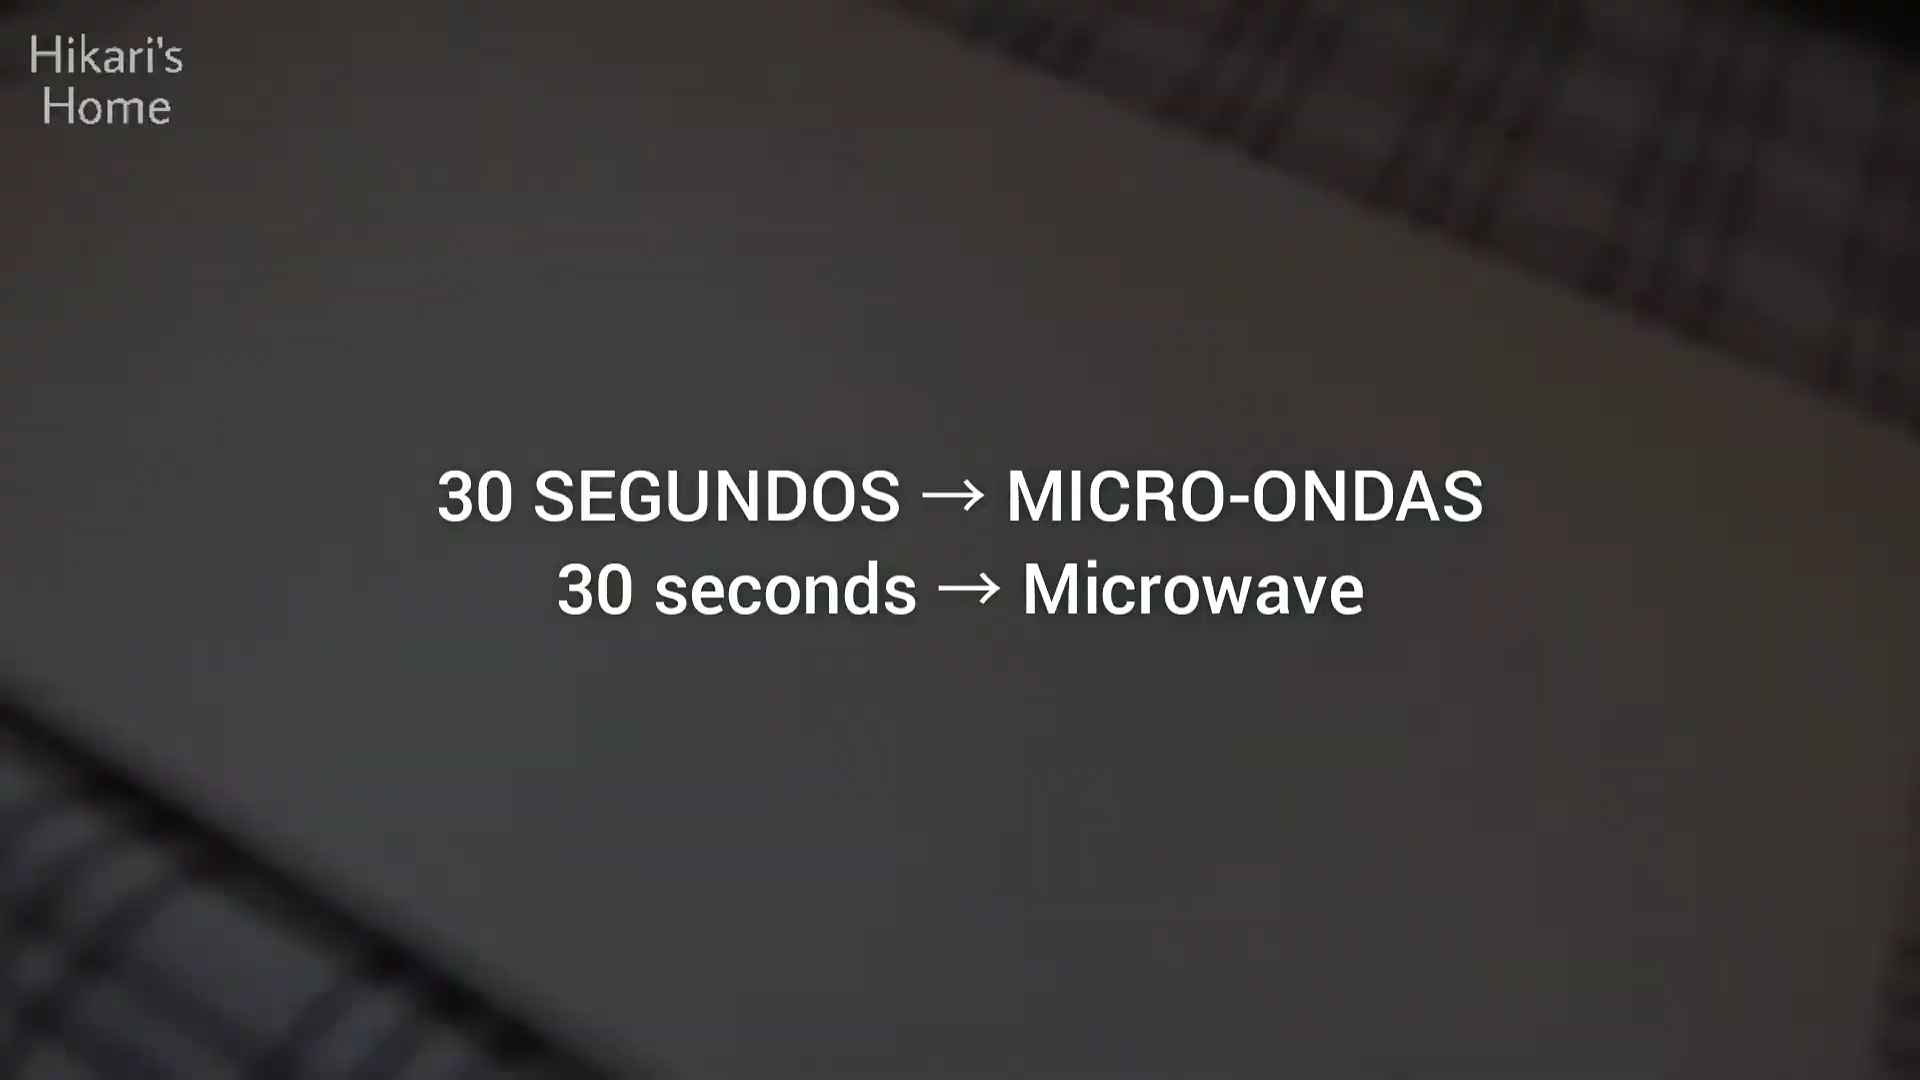 Hikari's
Home
30 SEGUNDOS → MICRO-ONDAS
30 seconds → Microwave